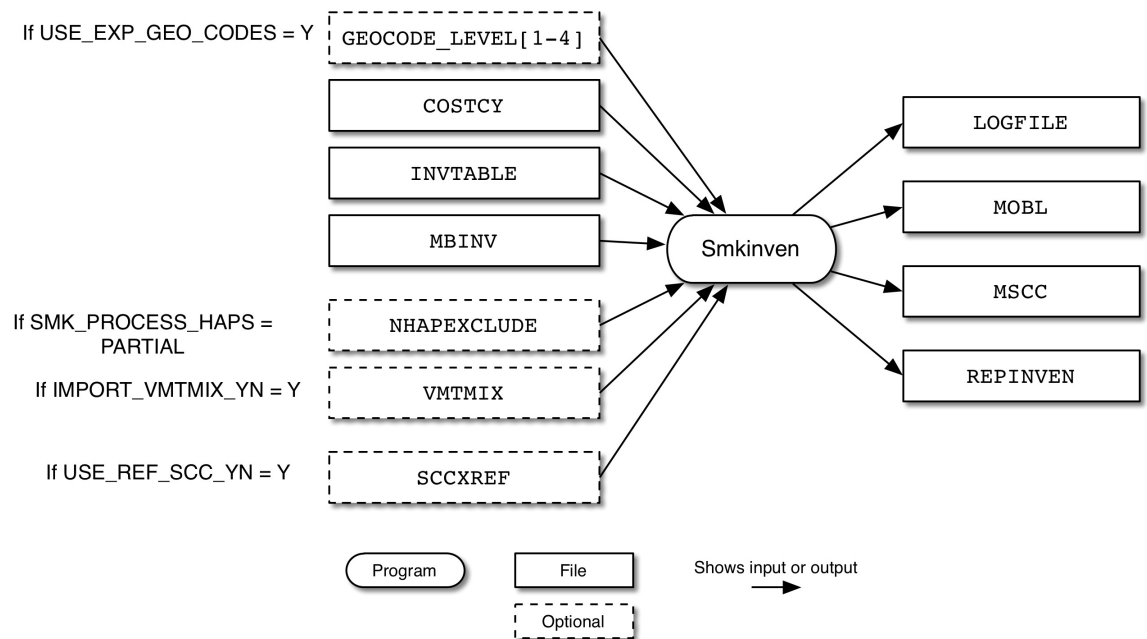 If USE_EXP_GEO_CODES = Y
GEOCODE_LEVEL[1-4]
COSTCY
INVTABLE
MBINV
If SMK_PROCESS_HAPS =
PARTIAL
NHAPEXCLUDE
If IMPORT_VMTMIX_YN = Y
VMTMIX
If USE_REF_SCC_YN = Y
SCCXREF
Smkinven
LOGFILE
MOBL
MSCC
REPINVEN
Program
File
Optional
Shows input or output